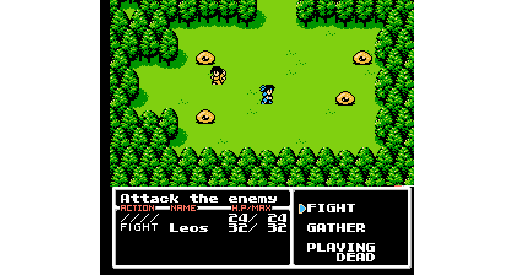 Attack the enemy
ACTION NAME H.P/MAX
//// 24/ 24
FIGHT Leos 32/ 32
FIGHT
GATHER
PLAYING
DEAD